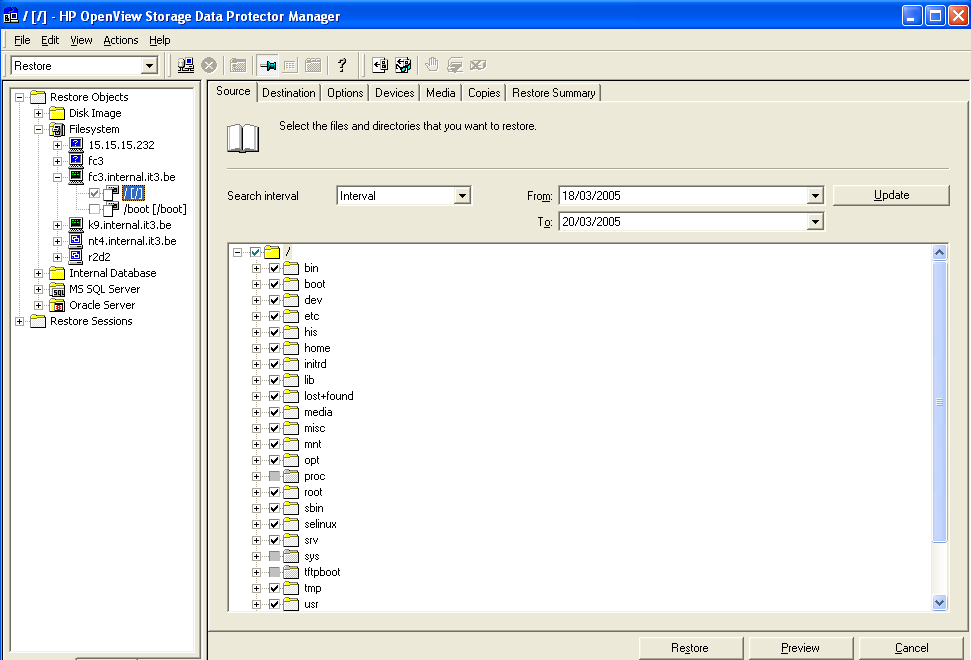 / [/] - HP OpenView Storage Data Protector Manager
File Edit View Actions Help
Restore
Restore Objects
Disk Image
Filesystem
15.15.15.232
fc3
fc3.internal.it3.be
/ [/]
/boot [/boot]
k9.internal.it3.be
nt4.internal.it3.be
r2d2
Internal Database
MS SQL Server
Oracle Server
Restore Sessions
Source Destination Options Devices Media Copies Restore Summary
Select the files and directories that you want to restore.
Search interval Interval From: 18/03/2005 Update
To: 20/03/2005
/
bin
boot
dev
etc
his
home
initrd
lib
lost+found
media
misc
mnt
opt
proc
root
sbin
selinux
srv
sys
tftpboot
tmp
usr
Restore Preview Cancel